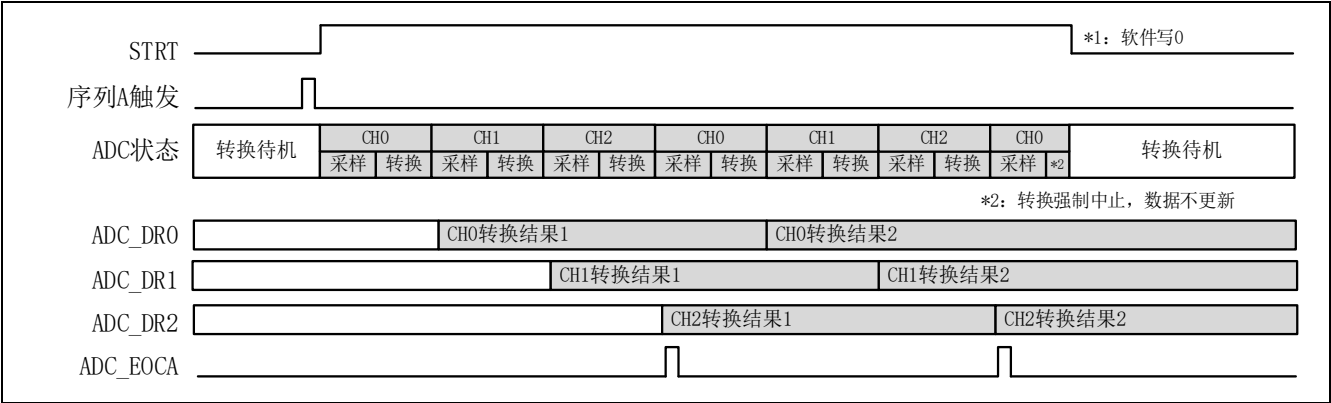 STRT
*1: 软件写0
序列A触发
ADC状态
转换待机
CH0 CH1 CH2 CH0 CH1 CH2 CH0
采样 转换 采样 转换 采样 转换 采样 转换 采样 转换 采样 转换 采样 *2
转换待机
*2: 转换强制中止，数据不更新
ADC_DR0 CH0转换结果1 CH0转换结果2
ADC_DR1 CH1转换结果1 CH1转换结果2
ADC_DR2 CH2转换结果1 CH2转换结果2
ADC_EOCA